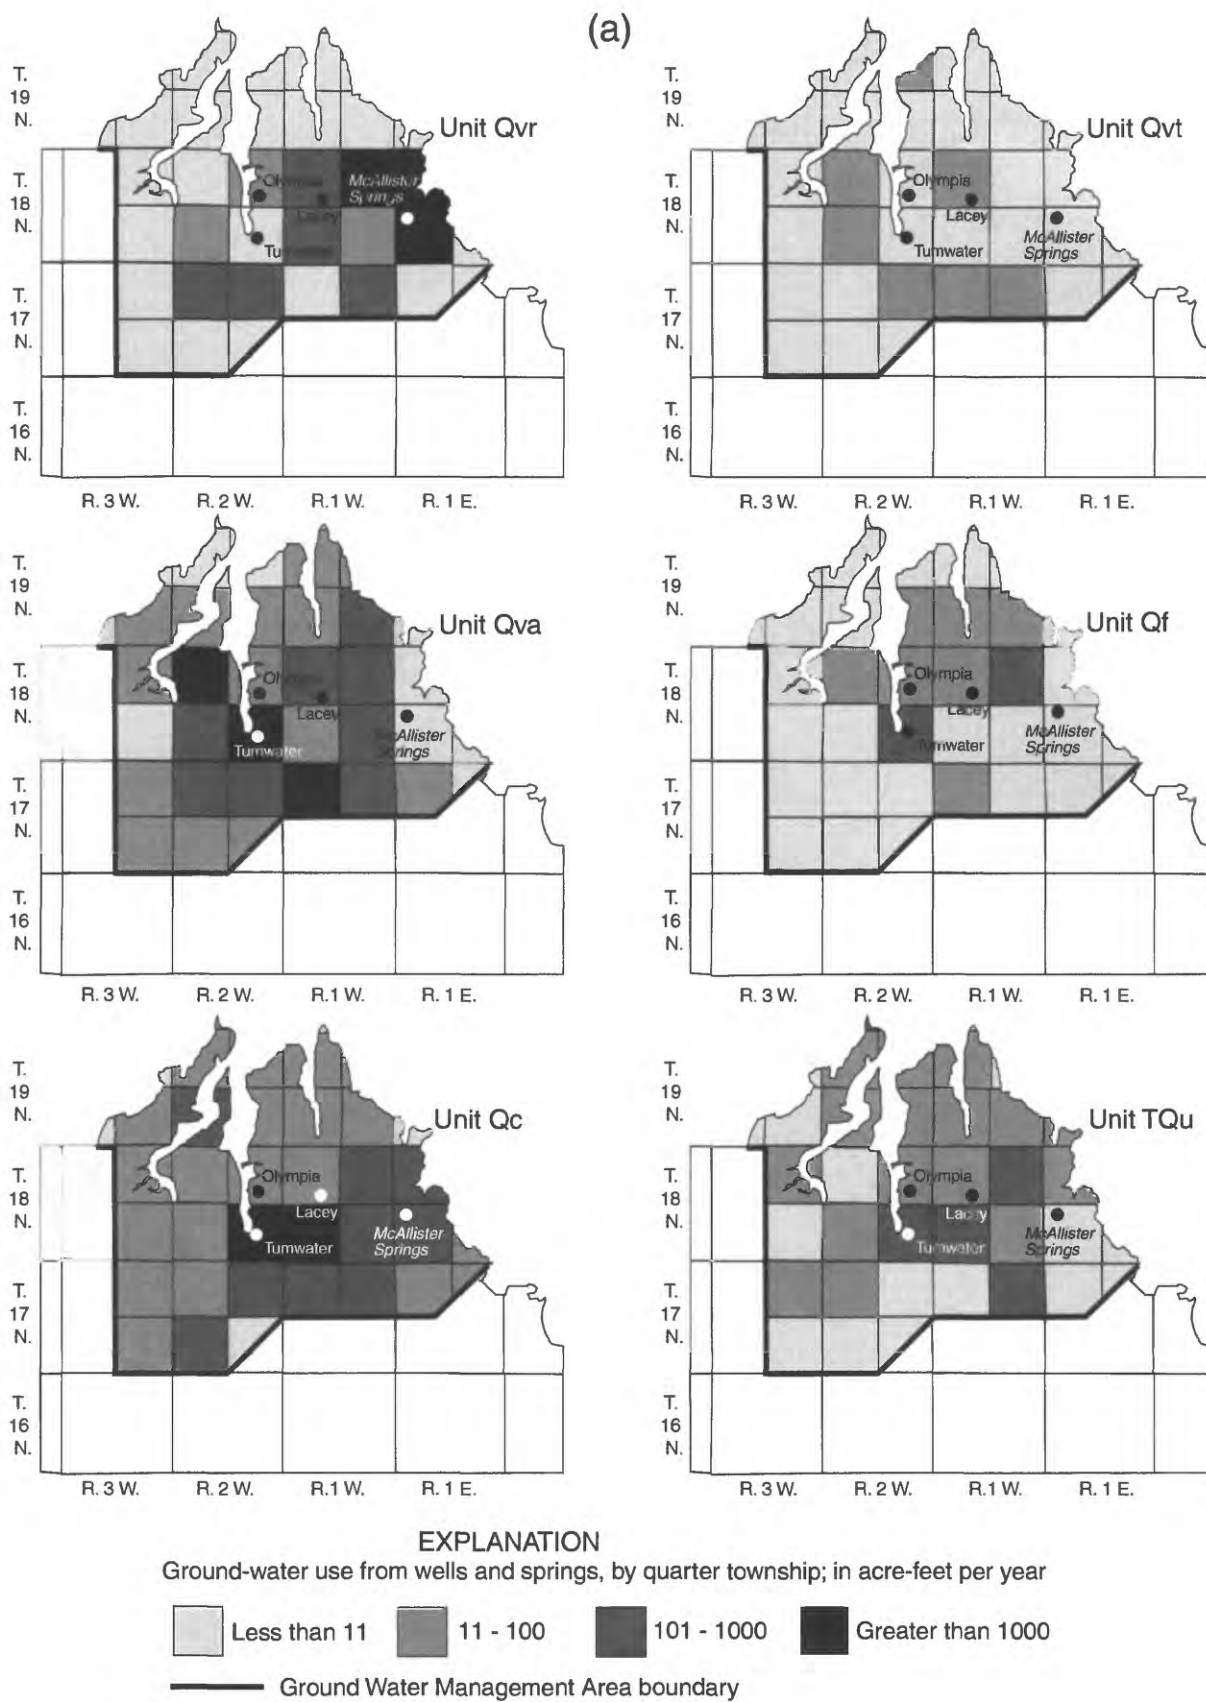 (a)
T.
19
N.
Unit Qvr
T.
18
N.
Olympia
McAllister
Springs
Lacey
Tumwater
T.
17
N.
T.
16
N.
R. 3 W. R. 2 W. R.1 W. R. 1 E.
T.
19
N.
Unit Qvt
T.
18
N.
Olympia
Lacey
Tumwater
McAllister
Springs
T.
17
N.
T.
16
N.
R. 3 W. R. 2 W. R.1 W. R. 1 E.
T.
19
N.
Unit Qva
T.
18
N.
Olympia
Lacey
Tumwater
McAllister
Springs
T.
17
N.
T.
16
N.
R. 3 W. R. 2 W. R.1 W. R. 1 E.
T.
19
N.
Unit Qf
T.
18
N.
Olympia
Lacey
Tumwater
McAllister
Springs
T.
17
N.
T.
16
N.
R. 3 W. R. 2 W. R.1 W. R. 1 E.
T.
19
N.
Unit Qc
T.
18
N.
Olympia
Lacey
Tumwater
McAllister
Springs
T.
17
N.
T.
16
N.
R. 3 W. R. 2 W. R.1 W. R. 1 E.
T.
19
N.
Unit TQu
T.
18
N.
Olympia
Lacey
Tumwater
McAllister
Springs
T.
17
N.
T.
16
N.
R. 3 W. R. 2 W. R.1 W. R. 1 E.
EXPLANATION
Ground-water use from wells and springs, by quarter township; in acre-feet per year
Less than 11 11 - 100 101 - 1000 Greater than 1000
Ground Water Management Area boundary